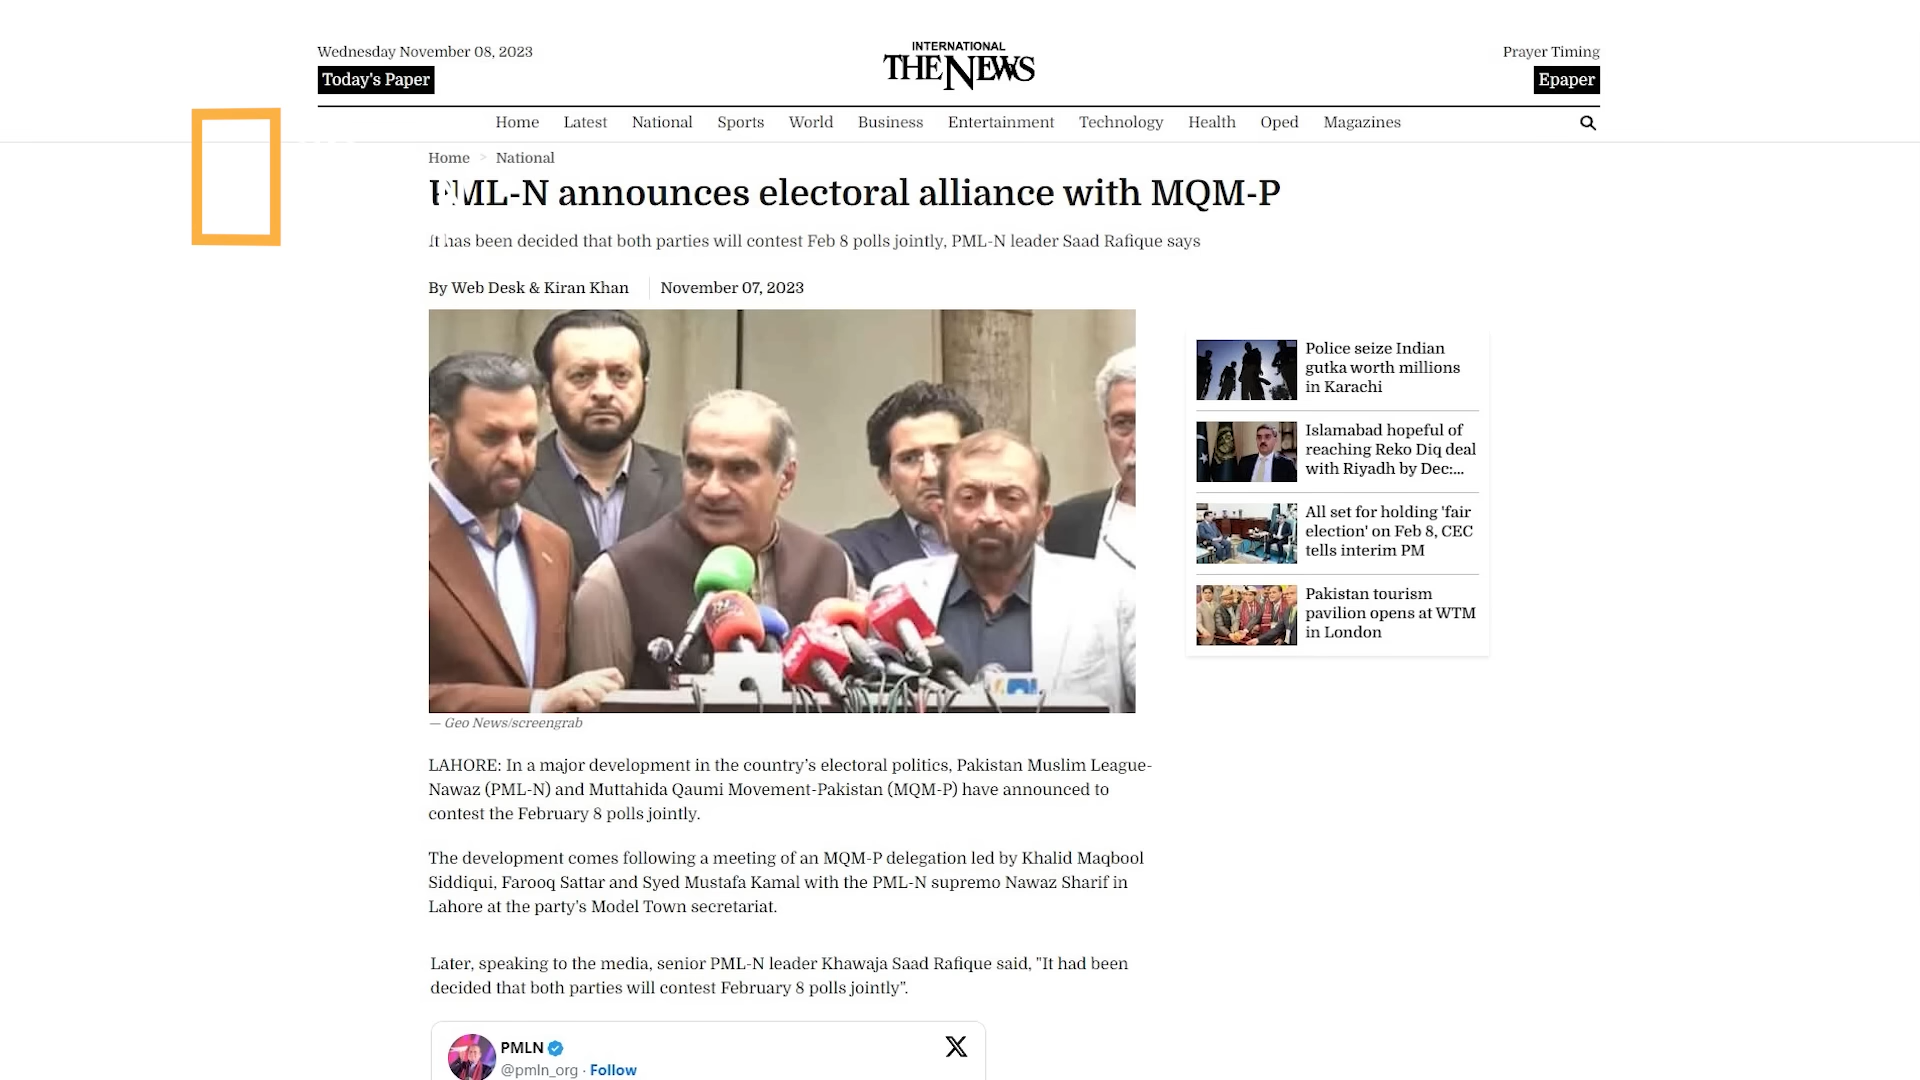 Wednesday November 08, 2023
Today's Paper
INTERNATIONAL
THE NEWS
Prayer Timing
Epaper
Home Latest National Sports World Business Entertainment Technology Health Oped Magazines
Home > National
PML-N announces electoral alliance with MQM-P
It has been decided that both parties will contest Feb 8 polls jointly, PML-N leader Saad Rafique says
By Web Desk & Kiran Khan
November 07, 2023
— Geo News/screengrab
LAHORE: In a major development in the country’s electoral politics, Pakistan Muslim League-
Nawaz (PML-N) and Muttahida Qaumi Movement-Pakistan (MQM-P) have announced to
contest the February 8 polls jointly.
The development comes following a meeting of an MQM-P delegation led by Khalid Maqbool
Siddiqui, Farooq Sattar and Syed Mustafa Kamal with the PML-N supremo Nawaz Sharif in
Lahore at the party's Model Town secretariat.
Later, speaking to the media, senior PML-N leader Khawaja Saad Rafique said, "It had been
decided that both parties will contest February 8 polls jointly”.
PMLN
@pmln_org · Follow
Police seize Indian
gutka worth millions
in Karachi
Islamabad hopeful of
reaching Reko Diq deal
with Riyadh by Dec:...
All set for holding 'fair
election' on Feb 8, CEC
tells interim PM
Pakistan tourism
pavilion opens at WTM
in London